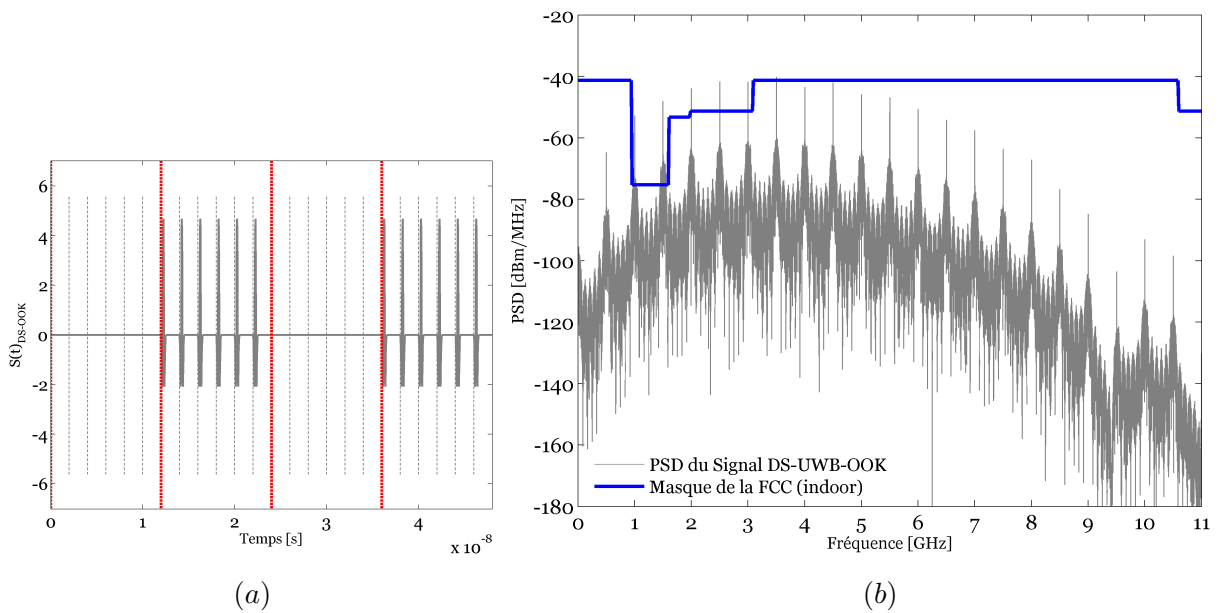 6
4
2
0
-2
-4
-6
S(t)DS-OOK
0 1 2 3 4
Temps [s]
x 10-8
(a)
-20
-40
-60
-80
-100
-120
-140
-160
-180
PSD [dBm/MHz]
PSD du Signal DS-UWB-OOK
Masque de la FCC (indoor)
0 1 2 3 4 5 6 7 8 9 10 11
Fréquence [GHz]
(b)